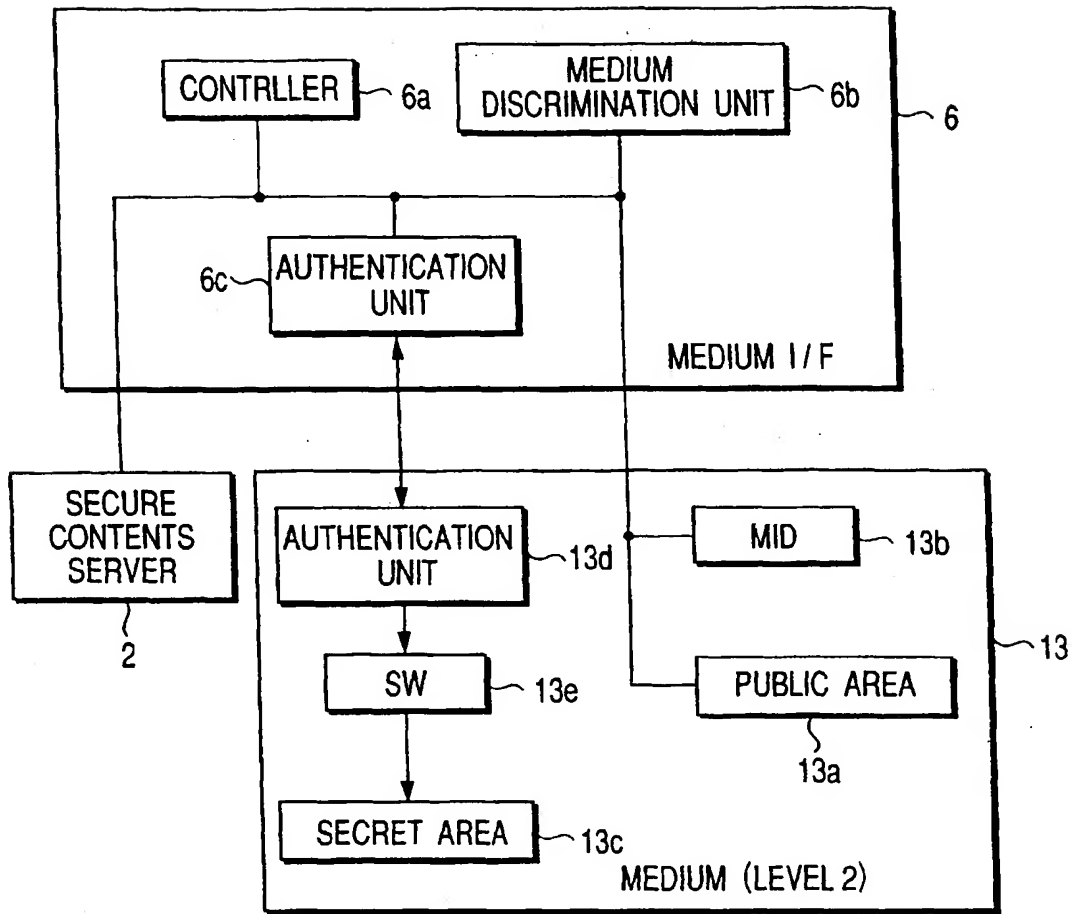 CONTRLLER
6a
MEDIUM
DISCRIMINATION UNIT
6b
6
6c
AUTHENTICATION
UNIT
MEDIUM I/F
SECURE
CONTENTS
SERVER
2
AUTHENTICATION
UNIT
13d
MID
13b
13
SW
13e
PUBLIC AREA
13a
SECRET AREA
13c
MEDIUM (LEVEL 2)